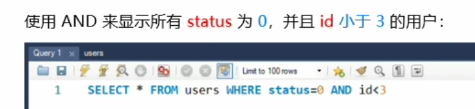 使用 AND 来显示所有 status 为 0，并且 id 小于 3 的用户：
Query 1 users
Limit to 100 rows
1 SELECT * FROM users WHERE status=0 AND id<3